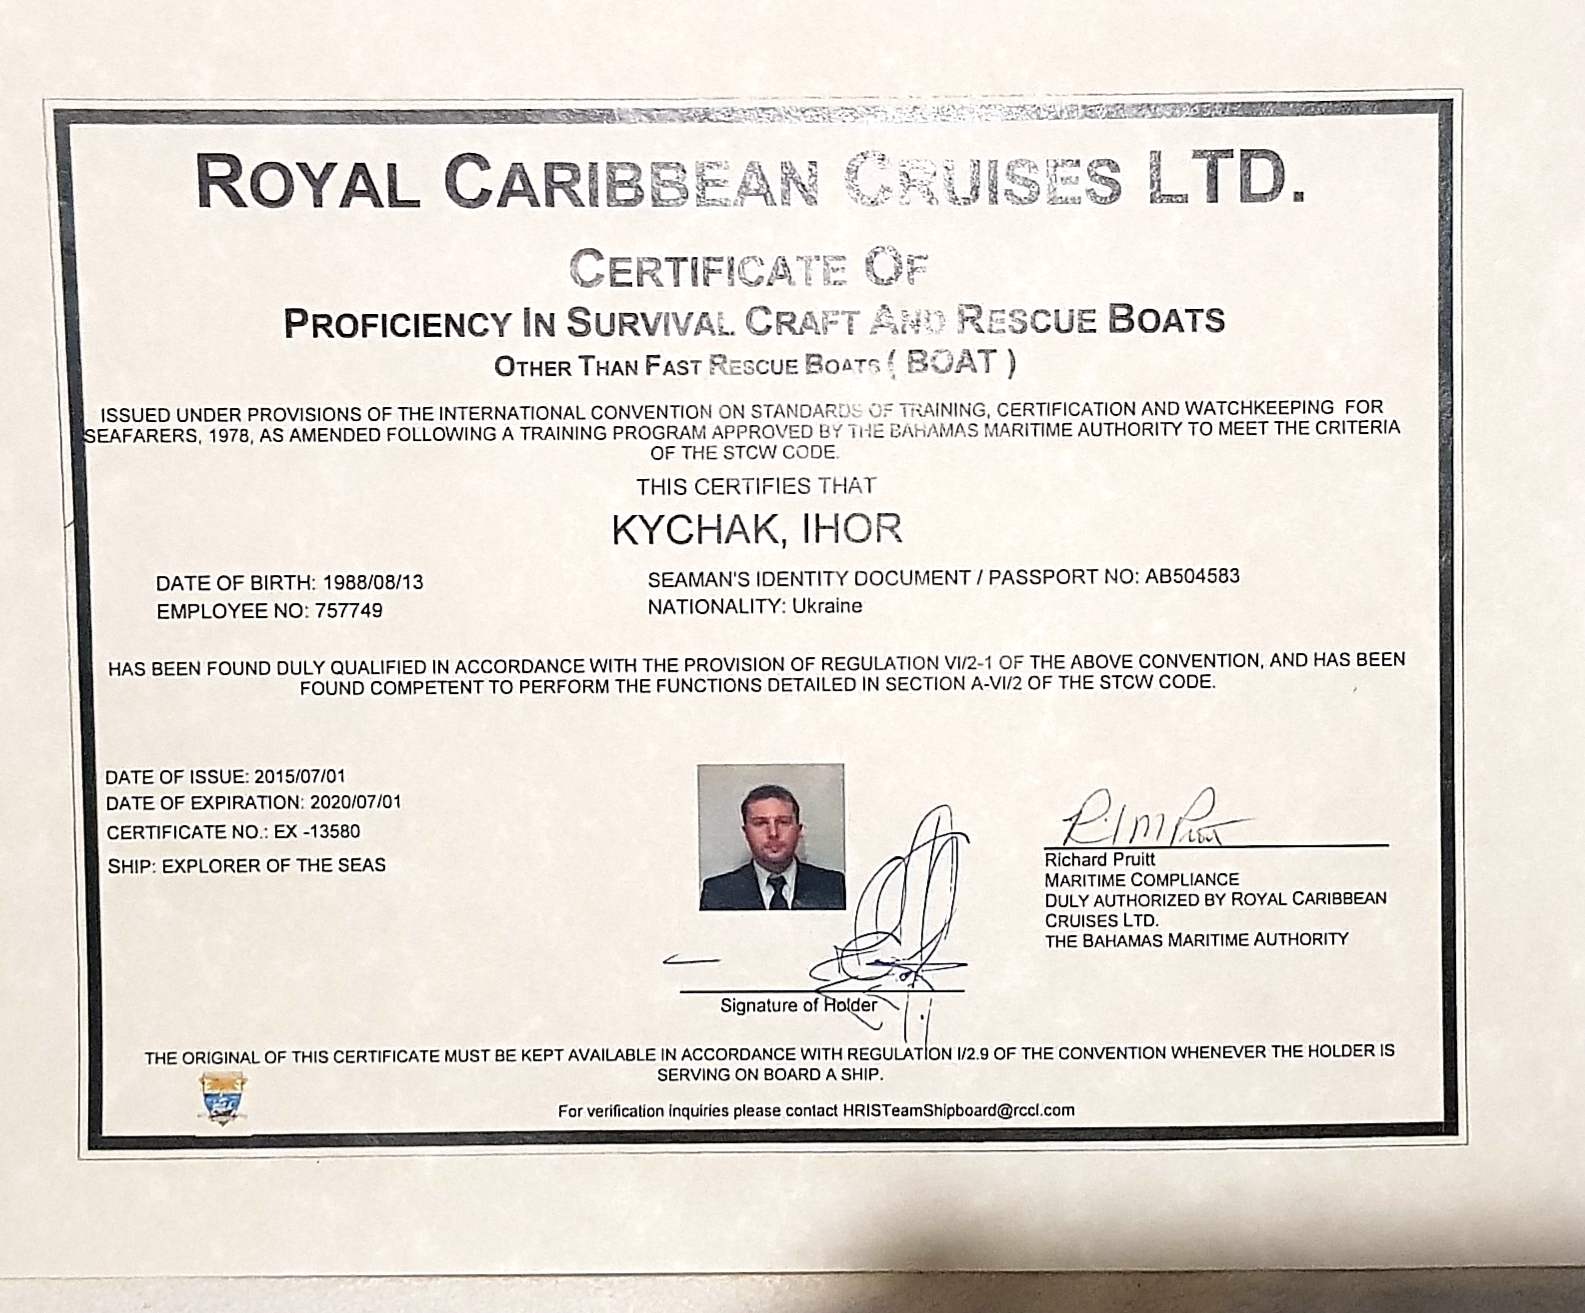 ROYAL CARIBBEAN CRUISES LTD.
CERTIFICATE OF
PROFICIENCY IN SURVIVAL CRAFT AND RESCUE BOATS
OTHER THAN FAST RESCUE BOATS ( BOAT )
ISSUED UNDER PROVISIONS OF THE INTERNATIONAL CONVENTION ON STANDARDS OF TRAINING, CERTIFICATION AND WATCHKEEPING FOR
SEAFARERS, 1978, AS AMENDED FOLLOWING A TRAINING PROGRAM APPROVED BY THE BAHAMAS MARITIME AUTHORITY TO MEET THE CRITERIA
OF THE STCW CODE.
THIS CERTIFIES THAT
KYCHAK, IHOR
DATE OF BIRTH: 1988/08/13
EMPLOYEE NO: 757749
SEAMAN'S IDENTITY DOCUMENT / PASSPORT NO: AB504583
NATIONALITY: Ukraine
HAS BEEN FOUND DULY QUALIFIED IN ACCORDANCE WITH THE PROVISION OF REGULATION VI/2-1 OF THE ABOVE CONVENTION, AND HAS BEEN
FOUND COMPETENT TO PERFORM THE FUNCTIONS DETAILED IN SECTION A-VI/2 OF THE STCW CODE.
DATE OF ISSUE: 2015/07/01
DATE OF EXPIRATION: 2020/07/01
CERTIFICATE NO.: EX -13580
SHIP: EXPLORER OF THE SEAS
Signature of Holder
Richard Pruitt
MARITIME COMPLIANCE
DULY AUTHORIZED BY ROYAL CARIBBEAN
CRUISES LTD.
THE BAHAMAS MARITIME AUTHORITY
THE ORIGINAL OF THIS CERTIFICATE MUST BE KEPT AVAILABLE IN ACCORDANCE WITH REGULATION I/2.9 OF THE CONVENTION WHENEVER THE HOLDER IS
SERVING ON BOARD A SHIP.
For verification inquiries please contact HRISTeamShipboard@rccl.com